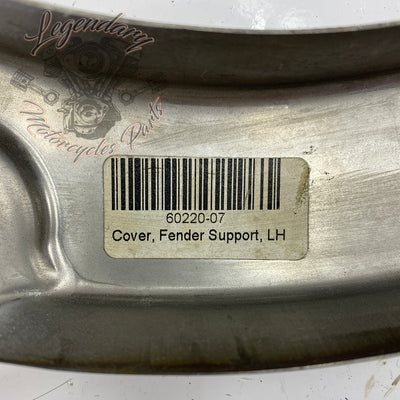 Legendary
Motorcycles Parts
60220-07
Cover, Fender Support, LH